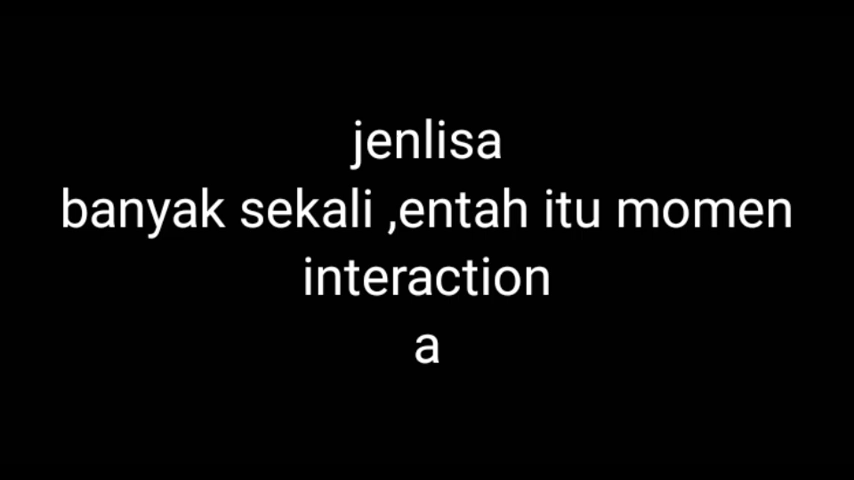 jenlisa
banyak sekali ,entah itu momen
interaction
a